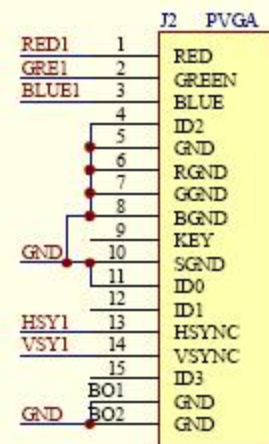 J2 PVGA
RED1 1 RED
GRE1 2 GREEN
BLUE1 3 BLUE
4 ID2
5 GND
6 RGND
7 GGND
8 BGND
9 KEY
GND 10 SGND
11 ID0
12 ID1
HSY1 13 HSYNC
VSY1 14 VSYNC
15 ID3
BO1 GND
GND BO2 GND